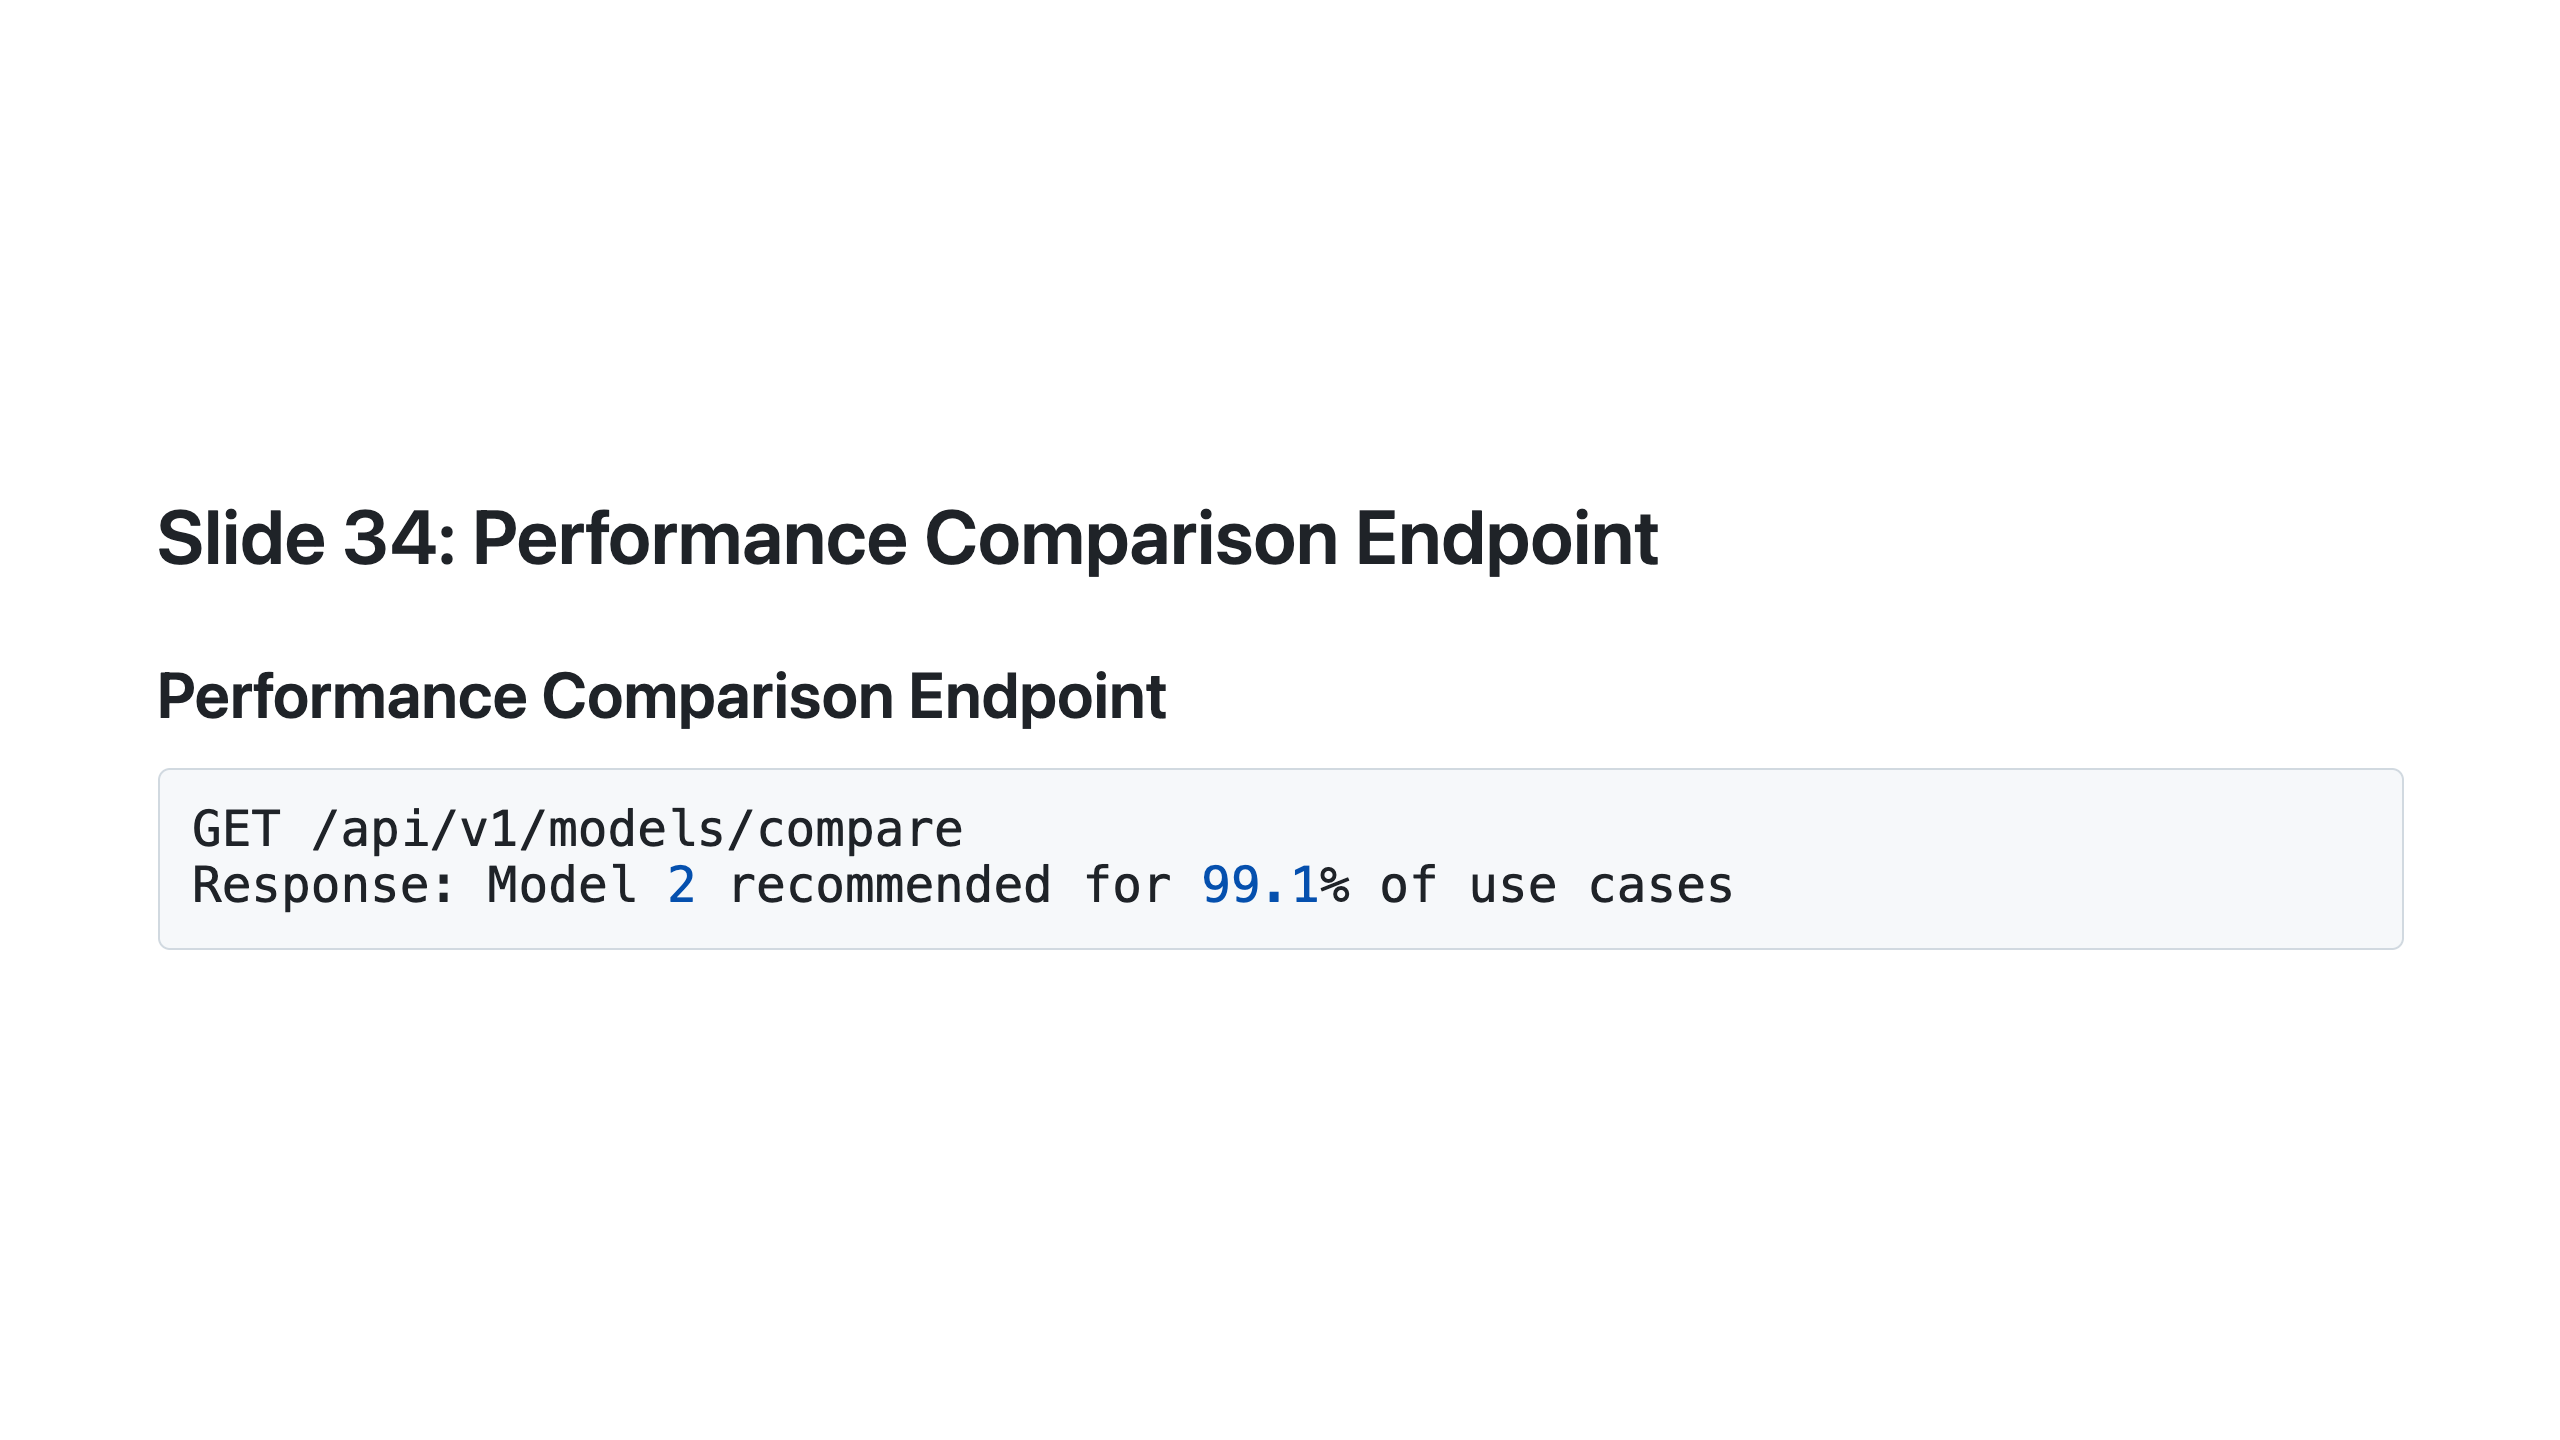 Slide 34: Performance Comparison Endpoint
Performance Comparison Endpoint
GET /api/v1/models/compare
Response: Model 2 recommended for 99.1% of use cases